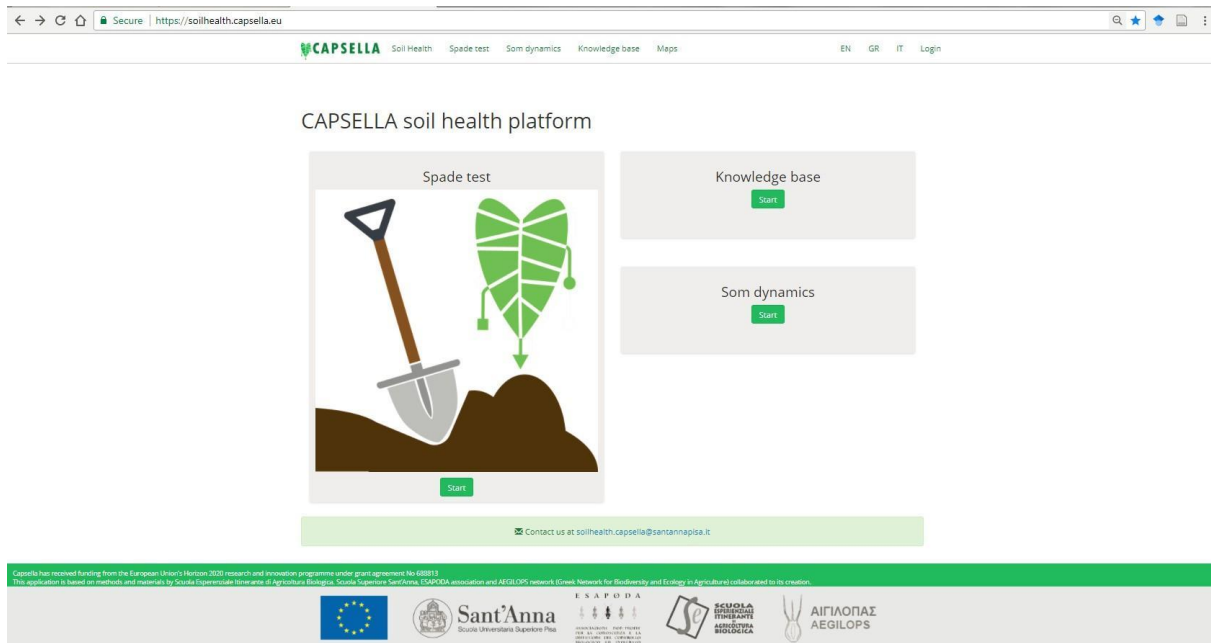 Secure | https://soilhealth.capsella.eu
CAPSELLA Soil Health Spade test Som dynamics Knowledge base Maps EN GR IT Login
CAPSELLA soil health platform
Spade test
Start
Knowledge base
Start
Som dynamics
Start
Contact us at soilhealth.capsella@santannapisa.it
Capsella has received funding from the European Union's Horizon 2020 research and innovation programme under grant agreement No 688813
This application is based on methods and materials by Scuola Esperenziale Itinerante di Agricoltura Biologica. Scuola Superiore Sant'Anna, ESAPODA association and AEGILOPS network (Greek Network for Biodiversity and Ecology in Agriculture) collaborated to its creation.
Sant'Anna
Scuola Universitaria Superiore Pisa
ESAPODA
SCUOLA
ESPERIENZIALE
ITINERANTE
DI
AGRICOLTURA
BIOLOGICA
ΑΙΓΙΛΟΠΑΣ
AEGILOPS